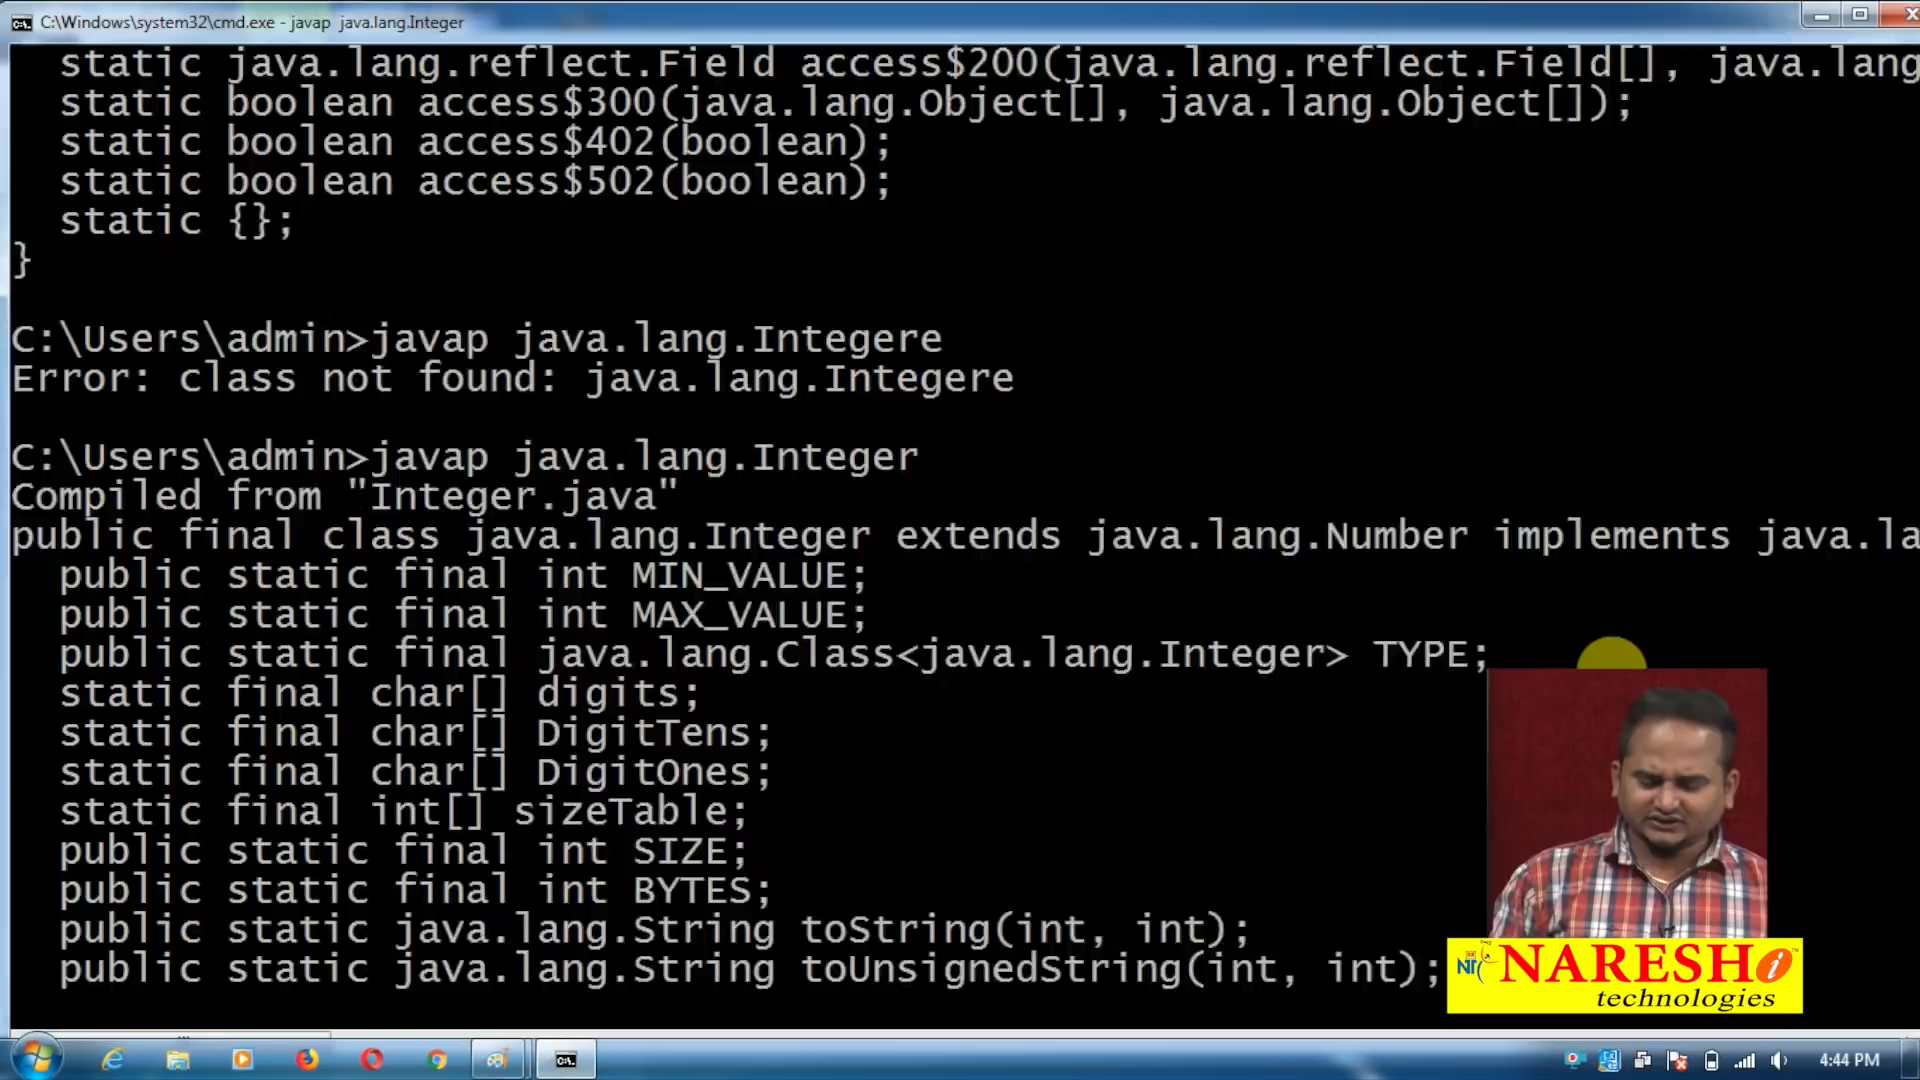 C:\Windows\system32\cmd.exe - javap java.lang.Integer
static java.lang.reflect.Field access$200(java.lang.reflect.Field[], java.lang
static boolean access$300(java.lang.Object[], java.lang.Object[]);
static boolean access$402(boolean);
static boolean access$502(boolean);
static {};
}
C:\Users\admin>javap java.lang.Integere
Error: class not found: java.lang.Integere
C:\Users\admin>javap java.lang.Integer
Compiled from "Integer.java"
public final class java.lang.Integer extends java.lang.Number implements java.la
public static final int MIN_VALUE;
public static final int MAX_VALUE;
public static final java.lang.Class<java.lang.Integer> TYPE;
static final char[] digits;
static final char[] DigitTens;
static final char[] DigitOnes;
static final int[] sizeTable;
public static final int SIZE;
public static final int BYTES;
public static java.lang.String toString(int, int);
public static java.lang.String toUnsignedString(int, int);
NARESH i
technologies
4:44 PM